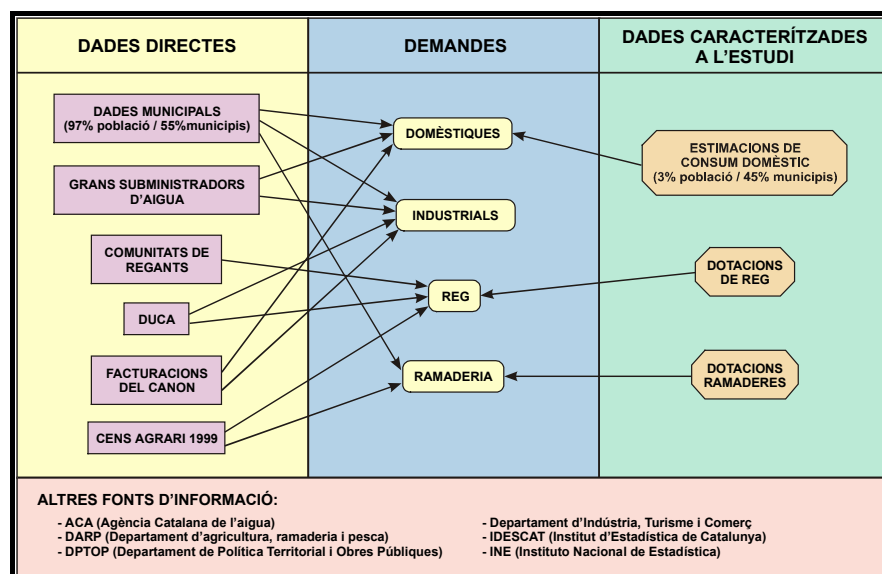 DADES DIRECTES
DEMANDES
DADES CARACTERÍTZADES
A L'ESTUDI
DADES MUNICIPALS
(97% població / 55%municipis)
GRANS SUBMINISTRADORS
D'AIGUA
COMUNITATS DE
REGANTS
DUCA
FACTURACIONS
DEL CANON
CENS AGRARI 1999
DOMÈSTIQUES
INDUSTRIALS
REG
RAMADERIA
ESTIMACIONS DE
CONSUM DOMÈSTIC
(3% població / 45% municipis)
DOTACIONS
DE REG
DOTACIONS
RAMADERES
ALTRES FONTS D'INFORMACIÓ:
- ACA (Agència Catalana de l'aigua)
- DARP (Departament d'agricultura, ramaderia i pesca)
- DPTOP (Departament de Política Territorial i Obres Públiques)
- Departament d'Indústria, Turisme i Comerç
- IDESCAT (Institut d'Estadística de Catalunya)
- INE (Instituto Nacional de Estadística)